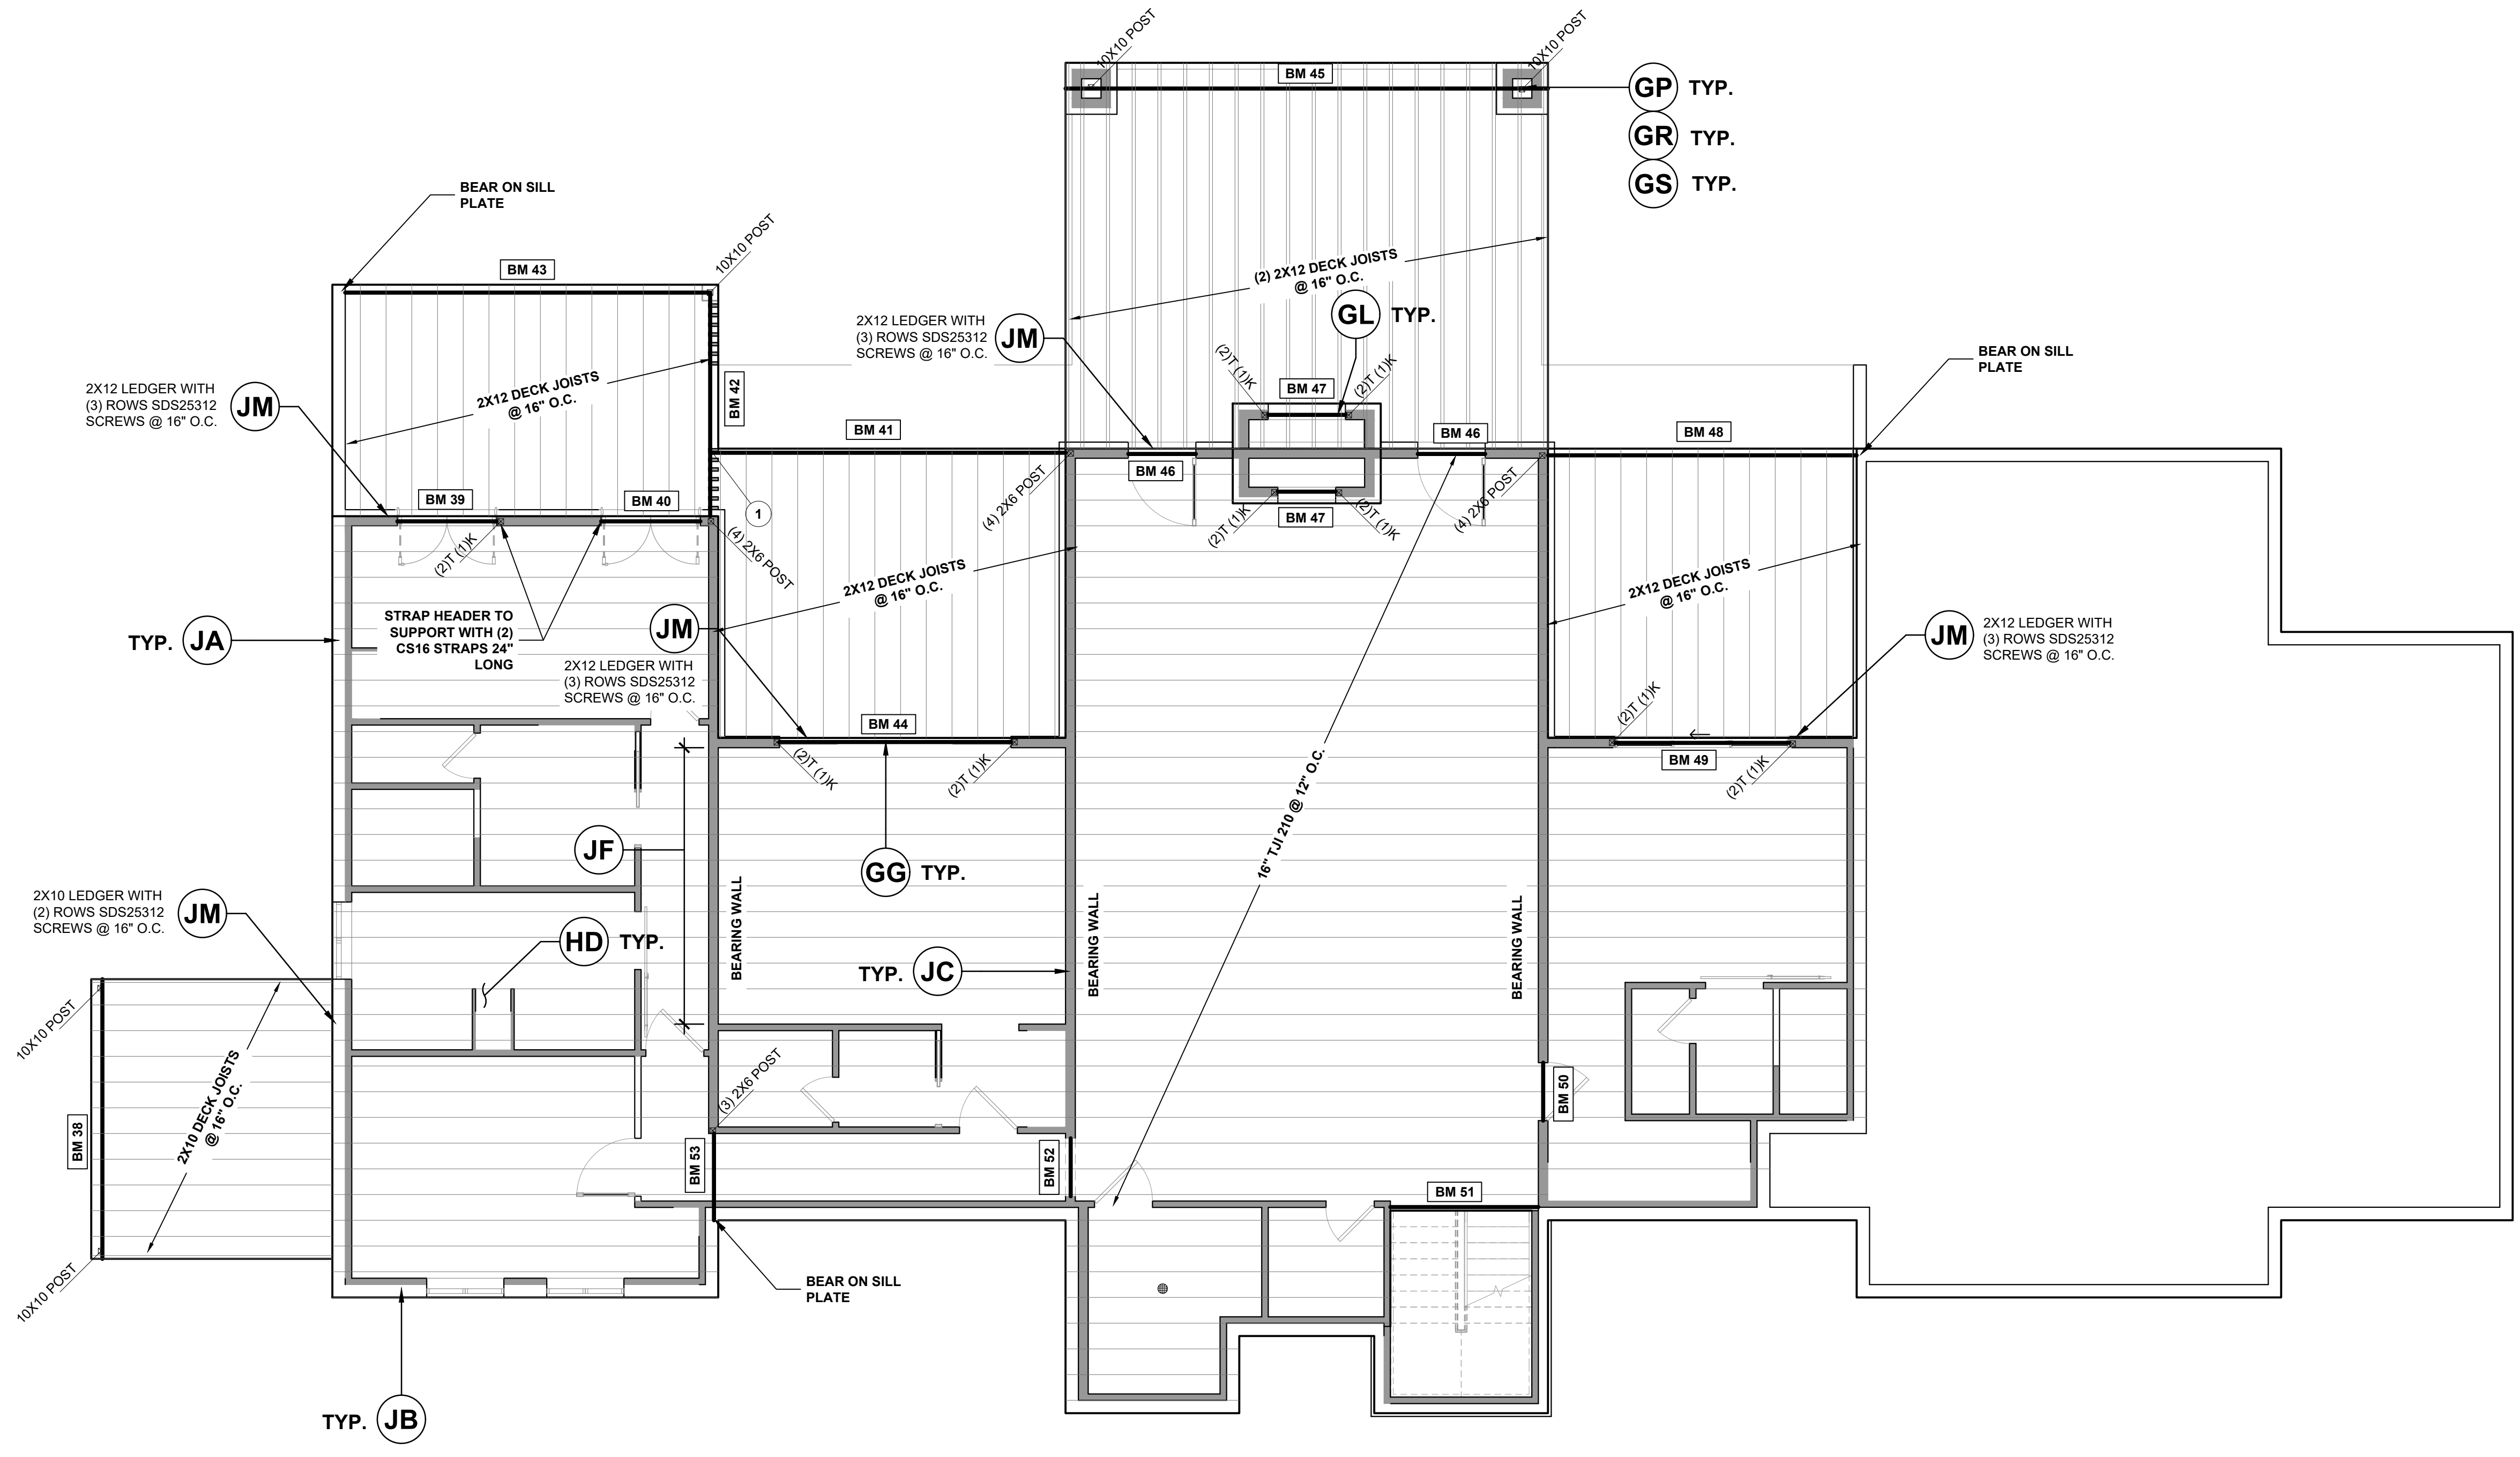 10X10 POST
10X10 POST
BM 45
GP TYP.
GR TYP.
GS TYP.
BEAR ON SILL
PLATE
10X10 POST
BM 43
(2) 2X12 DECK JOISTS
@ 16" O.C.
GL TYP.
2X12 LEDGER WITH
(3) ROWS SDS25312
SCREWS @ 16" O.C.
JM
BEAR ON SILL
PLATE
2X12 LEDGER WITH
(3) ROWS SDS25312
SCREWS @ 16" O.C.
JM
2X12 DECK JOISTS
@ 16" O.C.
BM 42
(2)T (1)K
BM 47
(2)T (1)K
BM 41
BM 46
BM 46
BM 48
BM 39
BM 40
1
(4) 2X6 POST
(4) 2X6 POST
(2)T (1)K
BM 47
(2)T (1)K
(4) 2X6 POST
(2)T (1)K
2X12 DECK JOISTS
@ 16" O.C.
2X12 DECK JOISTS
@ 16" O.C.
TYP. JA
STRAP HEADER TO
SUPPORT WITH (2)
CS16 STRAPS 24"
LONG
JM
2X12 LEDGER WITH
(3) ROWS SDS25312
SCREWS @ 16" O.C.
JM
2X12 LEDGER WITH
(3) ROWS SDS25312
SCREWS @ 16" O.C.
BM 44
(2)T (1)K
(2)T (1)K
(2)T (1)K
BM 49
(2)T (1)K
16" TJI 210 @ 12" O.C.
JF
GG TYP.
2X10 LEDGER WITH
(2) ROWS SDS25312
SCREWS @ 16" O.C.
JM
HD TYP.
BEARING WALL
BEARING WALL
BEARING WALL
TYP. JC
10X10 POST
2X10 DECK JOISTS
@ 16" O.C.
BM 38
(3) 2X6 POST
BM 50
BM 53
BM 52
BM 51
10X10 POST
BEAR ON SILL
PLATE
TYP. JB